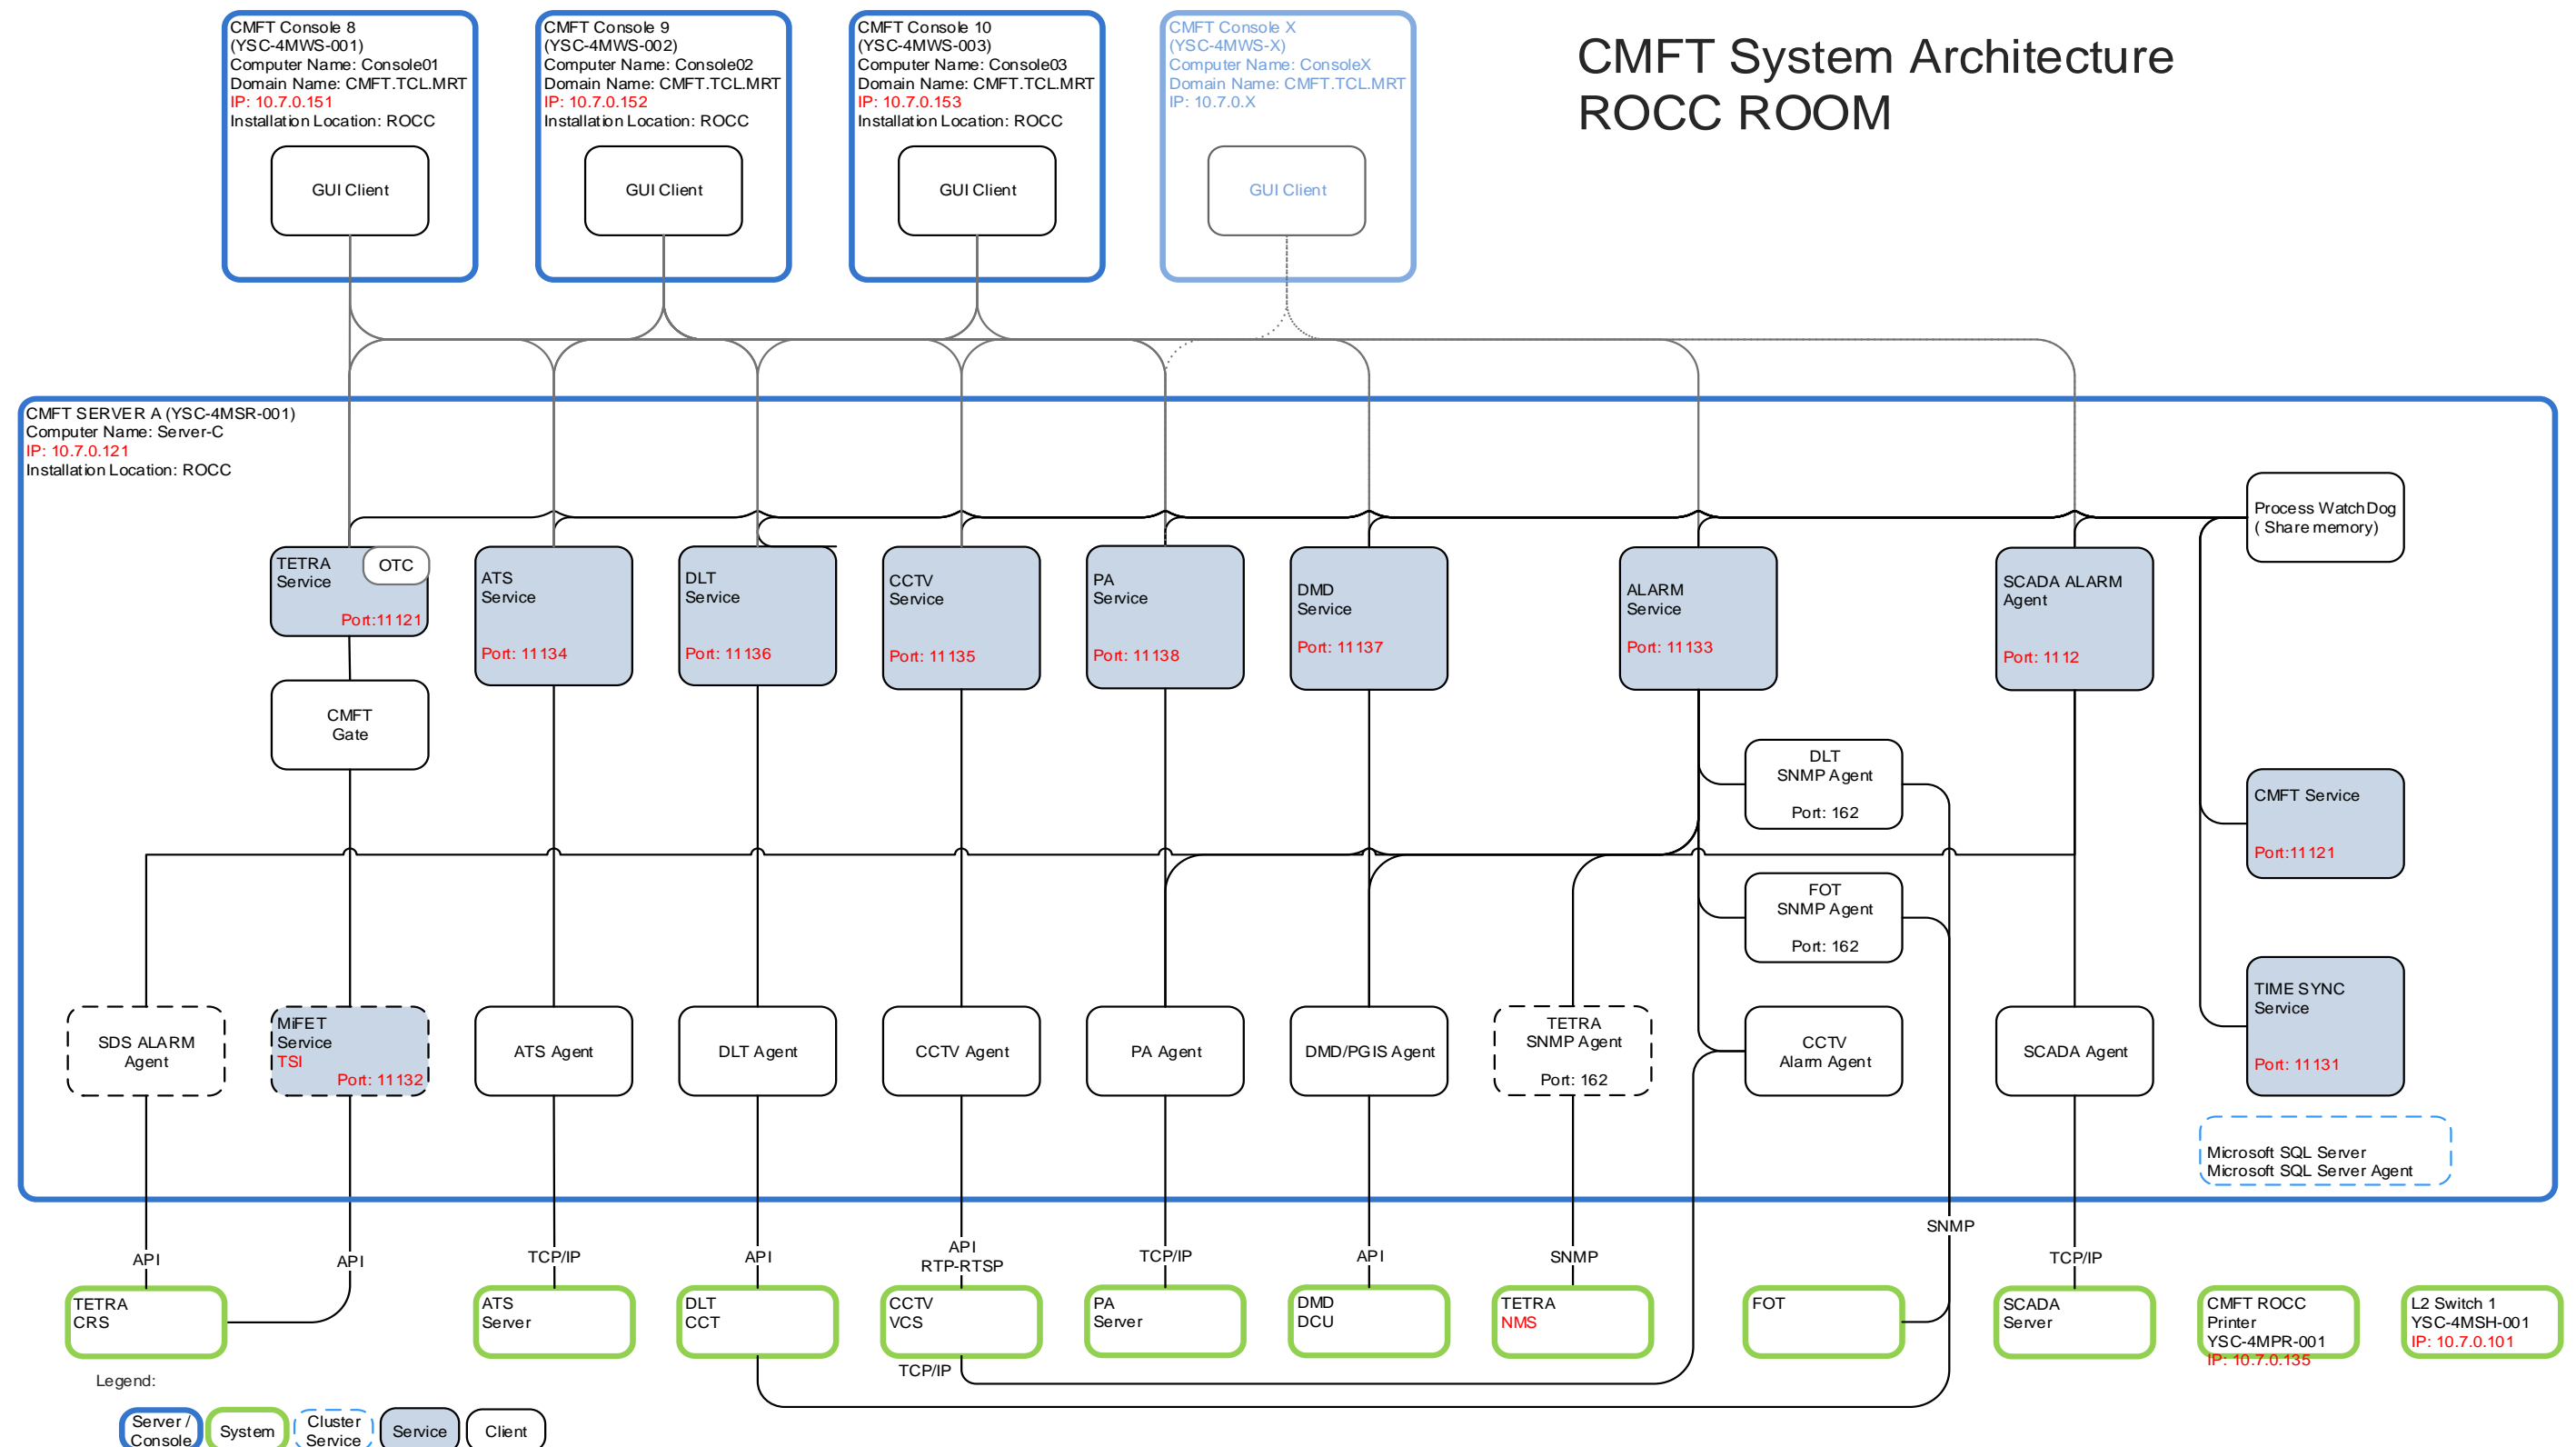 CMFT System Architecture
ROCC ROOM
CMFT Console 8
(YSC-4MWS-001)
Computer Name: Console01
Domain Name: CMFT.TCL.MRT
IP: 10.7.0.151
Installation Location: ROCC
GUI Client
CMFT Console 9
(YSC-4MWS-002)
Computer Name: Console02
Domain Name: CMFT.TCL.MRT
IP: 10.7.0.152
Installation Location: ROCC
GUI Client
CMFT Console 10
(YSC-4MWS-003)
Computer Name: Console03
Domain Name: CMFT.TCL.MRT
IP: 10.7.0.153
Installation Location: ROCC
GUI Client
CMFT Console X
(YSC-4MWS-X)
Computer Name: ConsoleX
Domain Name: CMFT.TCL.MRT
IP: 10.7.0.X
GUI Client
CMFT SERVER A (YSC-4MSR-001)
Computer Name: Server-C
IP: 10.7.0.121
Installation Location: ROCC
Process WatchDog
( Share memory)
TETRA
Service
OTC
Port:11121
ATS
Service
Port: 11134
DLT
Service
Port: 11136
CCTV
Service
Port: 11135
PA
Service
Port: 11138
DMD
Service
Port: 11137
ALARM
Service
Port: 11133
SCADA ALARM
Agent
Port: 1112
CMFT
Gate
DLT
SNMP Agent
Port: 162
CMFT Service
Port:11121
FOT
SNMP Agent
Port: 162
SDS ALARM
Agent
MiFET
Service
TSI
Port: 11132
ATS Agent
DLT Agent
CCTV Agent
PA Agent
DMD/PGIS Agent
TETRA
SNMP Agent
Port: 162
CCTV
Alarm Agent
SCADA Agent
TIME SYNC
Service
Port: 11131
Microsoft SQL Server
Microsoft SQL Server Agent
API
API
TCP/IP
API
API
RTP-RTSP
TCP/IP
API
SNMP
SNMP
TCP/IP
TETRA
CRS
ATS
Server
DLT
CCT
CCTV
VCS
PA
Server
DMD
DCU
TETRA
NMS
FOT
SCADA
Server
CMFT ROCC
Printer
YSC-4MPR-001
IP: 10.7.0.135
L2 Switch 1
YSC-4MSH-001
IP: 10.7.0.101
TCP/IP
Legend:
Server /
Console
System
Cluster
Service
Service
Client